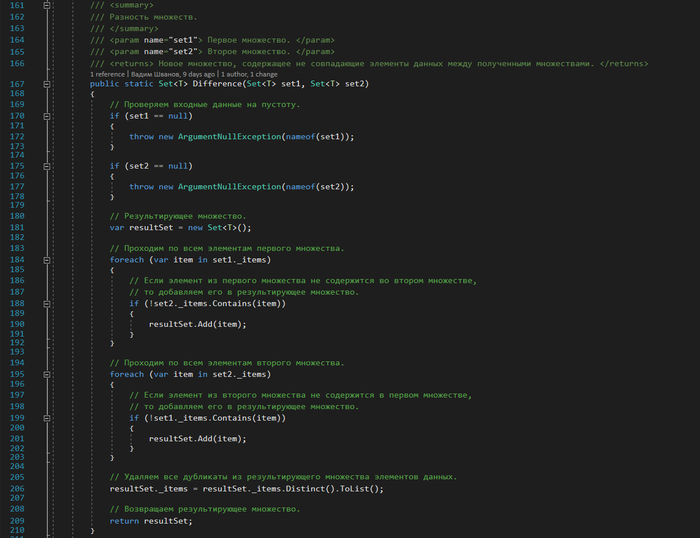 161 /// <summary>
162 /// Разность множеств.
163 /// </summary>
164 /// <param name="set1"> Первое множество. </param>
165 /// <param name="set2"> Второе множество. </param>
166 /// <returns> Новое множество, содержащее не совпадающие элементы данных между полученными множествами. </returns>
1 reference | Вадим Шванов, 9 days ago | 1 author, 1 change
167 public static Set<T> Difference(Set<T> set1, Set<T> set2)
168 {
169 // Проверяем входные данные на пустоту.
170 if (set1 == null)
171 {
172 throw new ArgumentNullException(nameof(set1));
173 }
174
175 if (set2 == null)
176 {
177 throw new ArgumentNullException(nameof(set2));
178 }
179
180 // Результирующее множество.
181 var resultSet = new Set<T>();
182
183 // Проходим по всем элементам первого множества.
184 foreach (var item in set1._items)
185 {
186 // Если элемент из первого множества не содержится во втором множестве,
187 // то добавляем его в результирующее множество.
188 if (!set2._items.Contains(item))
189 {
190 resultSet.Add(item);
191 }
192 }
193
194 // Проходим по всем элементам второго множества.
195 foreach (var item in set2._items)
196 {
197 // Если элемент из второго множества не содержится в первом множестве,
198 // то добавляем его в результирующее множество.
199 if (!set1._items.Contains(item))
200 {
201 resultSet.Add(item);
202 }
203 }
204
205 // Удаляем все дубликаты из результирующего множества элементов данных.
206 resultSet._items = resultSet._items.Distinct().ToList();
207
208 // Возвращаем результирующее множество.
209 return resultSet;
210 }